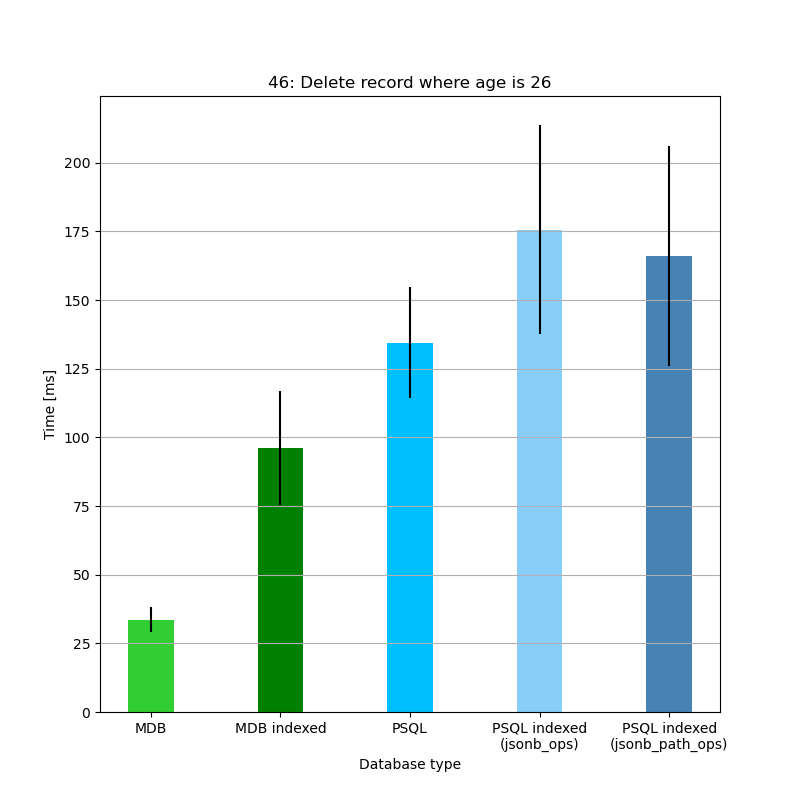 46: Delete record where age is 26
Time [ms]
200
175
150
125
100
75
50
25
0
MDB
MDB indexed
PSQL
PSQL indexed
(jsonb_ops)
PSQL indexed
(jsonb_path_ops)
Database type